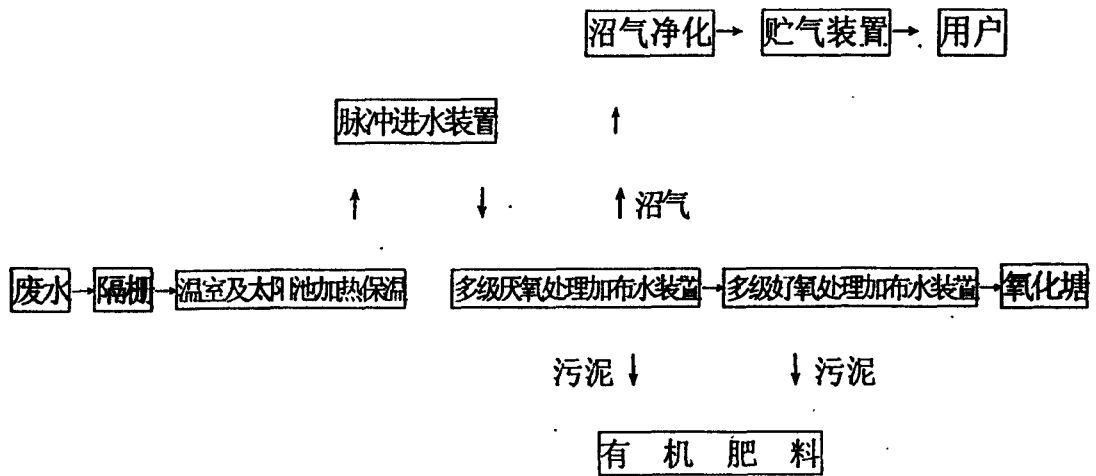 沼气净化 贮气装置 用户
脉冲进水装置
沼气
废水 隔栅 温室及太阳池加热保温 多级厌氧处理加布水装置 多级好氧处理加布水装置 氧化塘
污泥 污泥
有机肥料